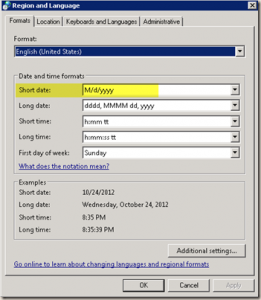 Region and Language
Formats Location Keyboards and Languages Administrative
Format:
English (United States)
Date and time formats
Short date: M/d/yyyy
Long date: dddd, MMMM dd, yyyy
Short time: h:mm tt
Long time: h:mm:ss tt
First day of week: Sunday
What does the notation mean?
Examples
Short date: 10/24/2012
Long date: Wednesday, October 24, 2012
Short time: 8:35 PM
Long time: 8:35:39 PM
Additional settings...
Go online to learn about changing languages and regional formats
OK Cancel Apply